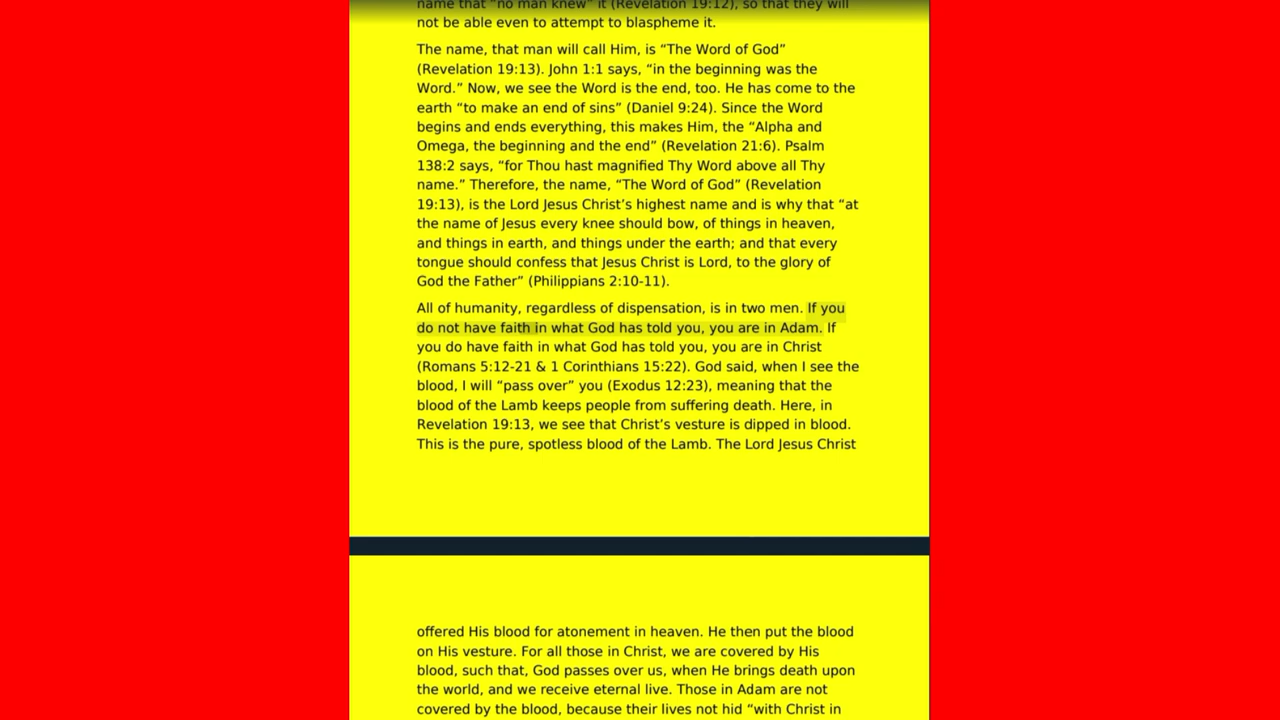 name that “no man knew” it (Revelation 19:12), so that they will
not be able even to attempt to blaspheme it.
The name, that man will call Him, is “The Word of God”
(Revelation 19:13). John 1:1 says, “in the beginning was the
Word.” Now, we see the Word is the end, too. He has come to the
earth “to make an end of sins” (Daniel 9:24). Since the Word
begins and ends everything, this makes Him, the “Alpha and
Omega, the beginning and the end” (Revelation 21:6). Psalm
138:2 says, “for Thou hast magnified Thy Word above all Thy
name.” Therefore, the name, “The Word of God” (Revelation
19:13), is the Lord Jesus Christ’s highest name and is why that “at
the name of Jesus every knee should bow, of things in heaven,
and things in earth, and things under the earth; and that every
tongue should confess that Jesus Christ is Lord, to the glory of
God the Father” (Philippians 2:10-11).
All of humanity, regardless of dispensation, is in two men. If you
do not have faith in what God has told you, you are in Adam. If
you do have faith in what God has told you, you are in Christ
(Romans 5:12-21 & 1 Corinthians 15:22). God said, when I see the
blood, I will “pass over” you (Exodus 12:23), meaning that the
blood of the Lamb keeps people from suffering death. Here, in
Revelation 19:13, we see that Christ’s vesture is dipped in blood.
This is the pure, spotless blood of the Lamb. The Lord Jesus Christ
offered His blood for atonement in heaven. He then put the blood
on His vesture. For all those in Christ, we are covered by His
blood, such that, God passes over us, when He brings death upon
the world, and we receive eternal live. Those in Adam are not
covered by the blood, because their lives not hid “with Christ in